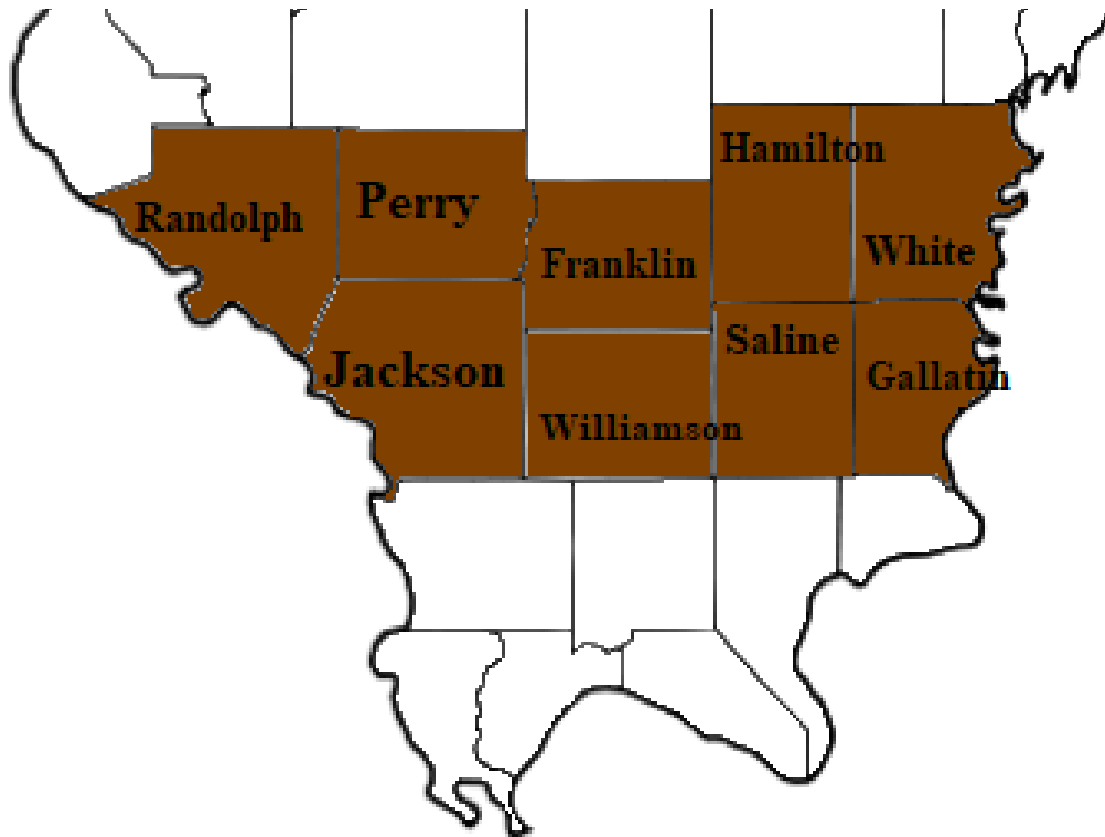 Hamilton
Perry
Randolph
White
Franklin
Saline
Jackson
Gallatin
Williamson